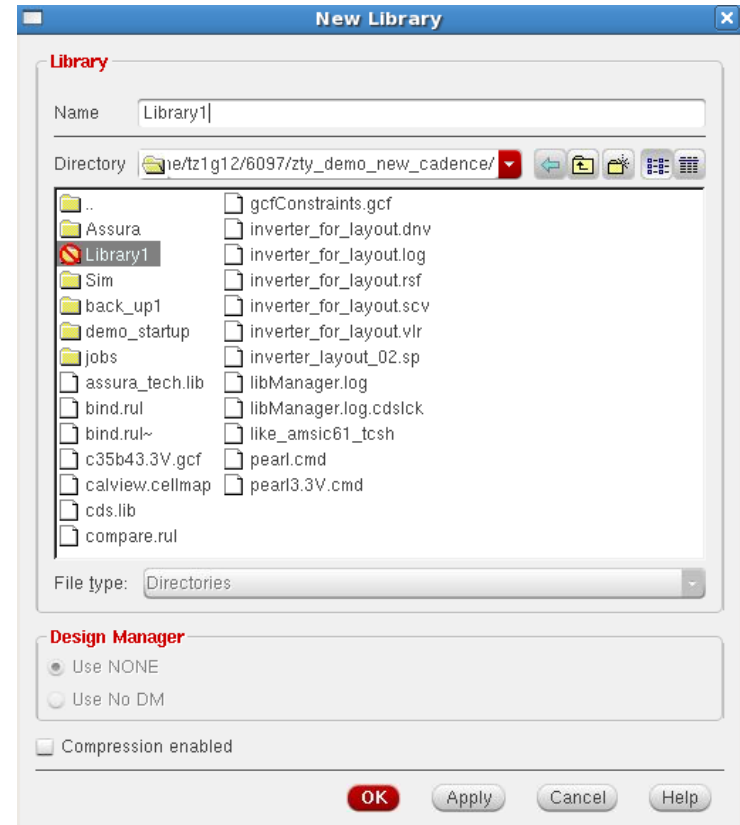 New Library
Library
Name Library1
Directory ne/tz1g12/6097/zty_demo_new_cadence/
..
Assura
Library1
Sim
back_up1
demo_startup
jobs
assura_tech.lib
bind.rul
bind.rul~
c35b43.3V.gcf
calview.cellmap
cds.lib
compare.rul
gcfConstraints.gcf
inverter_for_layout.dnv
inverter_for_layout.log
inverter_for_layout.rsf
inverter_for_layout.scv
inverter_for_layout.vlr
inverter_layout_02.sp
libManager.log
libManager.log.cdslck
like_amsic61_tcsh
pearl.cmd
pearl3.3V.cmd
File type: Directories
Design Manager
Use NONE
Use No DM
Compression enabled
OK Apply Cancel Help